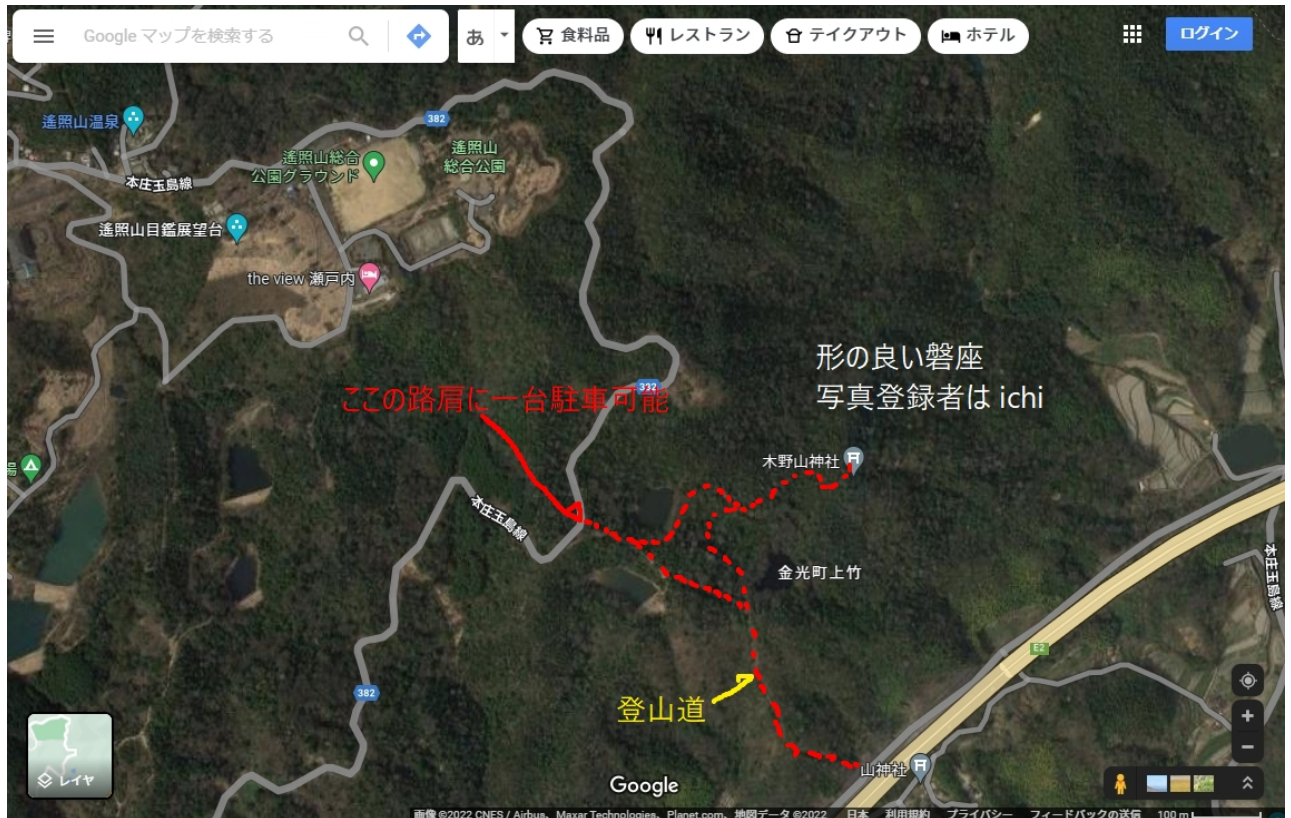 Google マップを検索する
あ
食料品
レストラン
テイクアウト
ホテル
ログイン
遙照山温泉
382
遙照山総合
公園グラウンド
遙照山
総合公園
本庄玉島線
遙照山目鑑展望台
the view 瀬戸内
形の良い磐座
写真登録者は ichi
ここの路肩に一台駐車可能
木野山神社
場
本庄玉島線
金光町上竹
本庄玉島線
E2
382
登山道
レイヤ
山神社
Google
画像 ©2022 CNES / Airbus、Maxar Technologies、Planet.com、地図データ ©2022 日本 利用規約 プライバシー フィードバックの送信 100 m